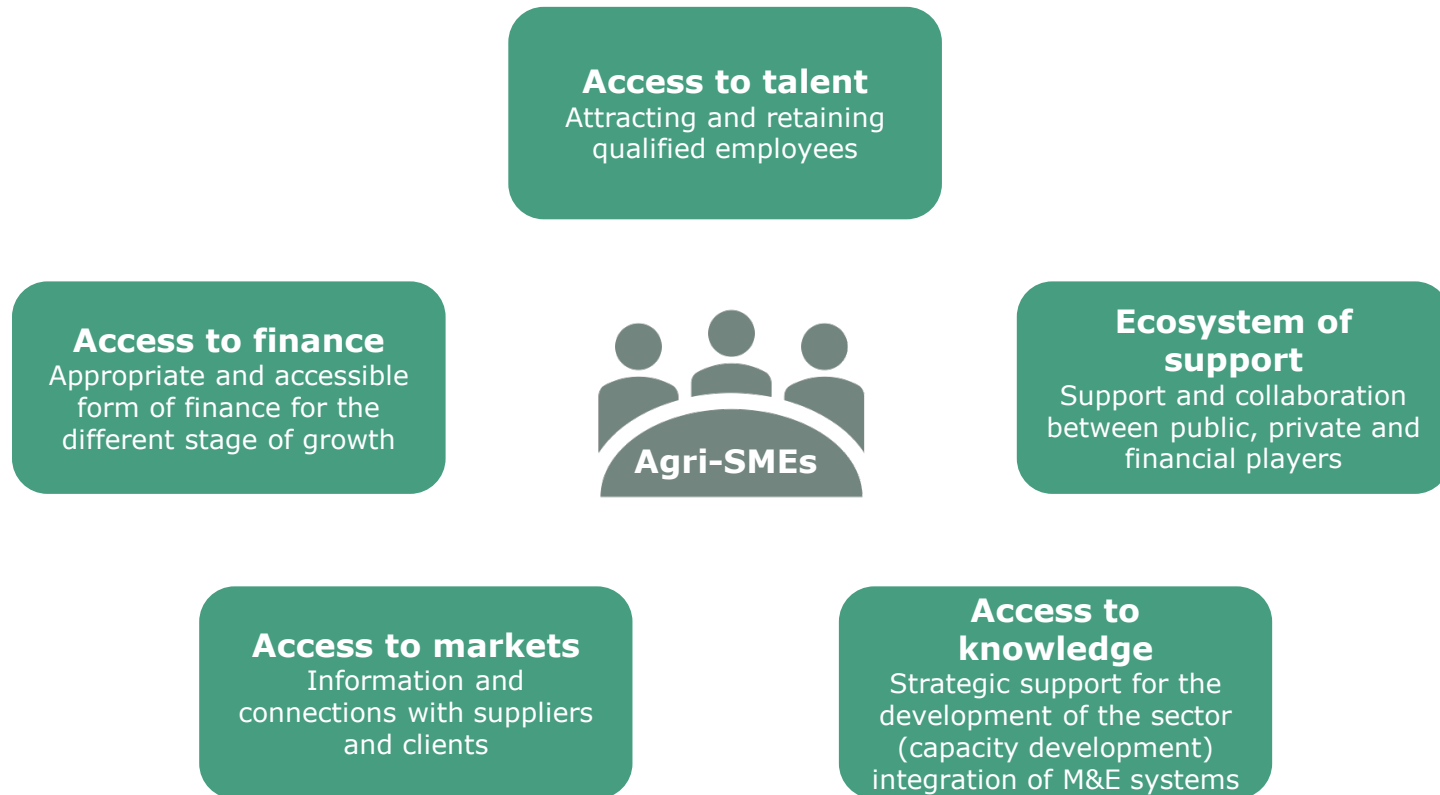 Access to talent
Attracting and retaining
qualified employees
Access to finance
Appropriate and accessible
form of finance for the
different stage of growth
Agri-SMEs
Ecosystem of
support
Support and collaboration
between public, private and
financial players
Access to markets
Information and
connections with suppliers
and clients
Access to
knowledge
Strategic support for the
development of the sector
(capacity development)
integration of M&E systems